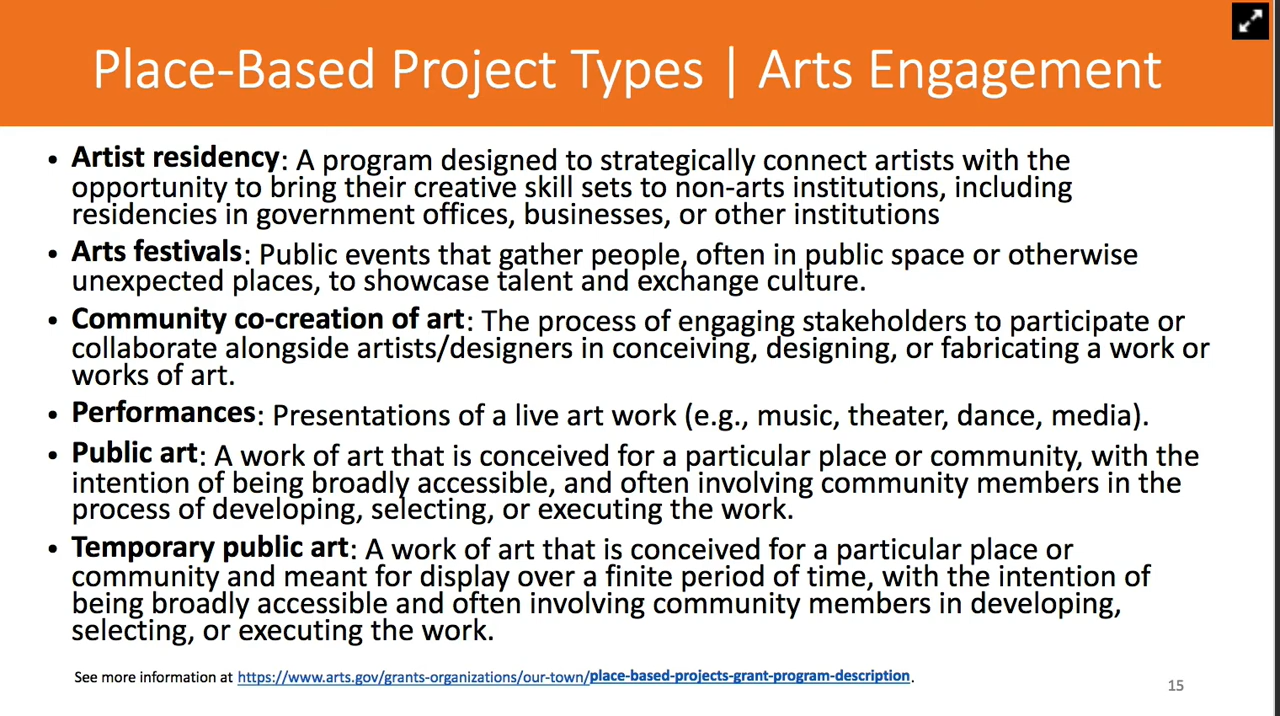 Place-Based Project Types | Arts Engagement
• Artist residency: A program designed to strategically connect artists with the
opportunity to bring their creative skill sets to non-arts institutions, including
residencies in government offices, businesses, or other institutions
• Arts festivals: Public events that gather people, often in public space or otherwise
unexpected places, to showcase talent and exchange culture.
• Community co-creation of art: The process of engaging stakeholders to participate or
collaborate alongside artists/designers in conceiving, designing, or fabricating a work or
works of art.
• Performances: Presentations of a live art work (e.g., music, theater, dance, media).
• Public art: A work of art that is conceived for a particular place or community, with the
intention of being broadly accessible, and often involving community members in the
process of developing, selecting, or executing the work.
• Temporary public art: A work of art that is conceived for a particular place or
community and meant for display over a finite period of time, with the intention of
being broadly accessible and often involving community members in developing,
selecting, or executing the work.
See more information at https://www.arts.gov/grants-organizations/our-town/place-based-projects-grant-program-description.
15